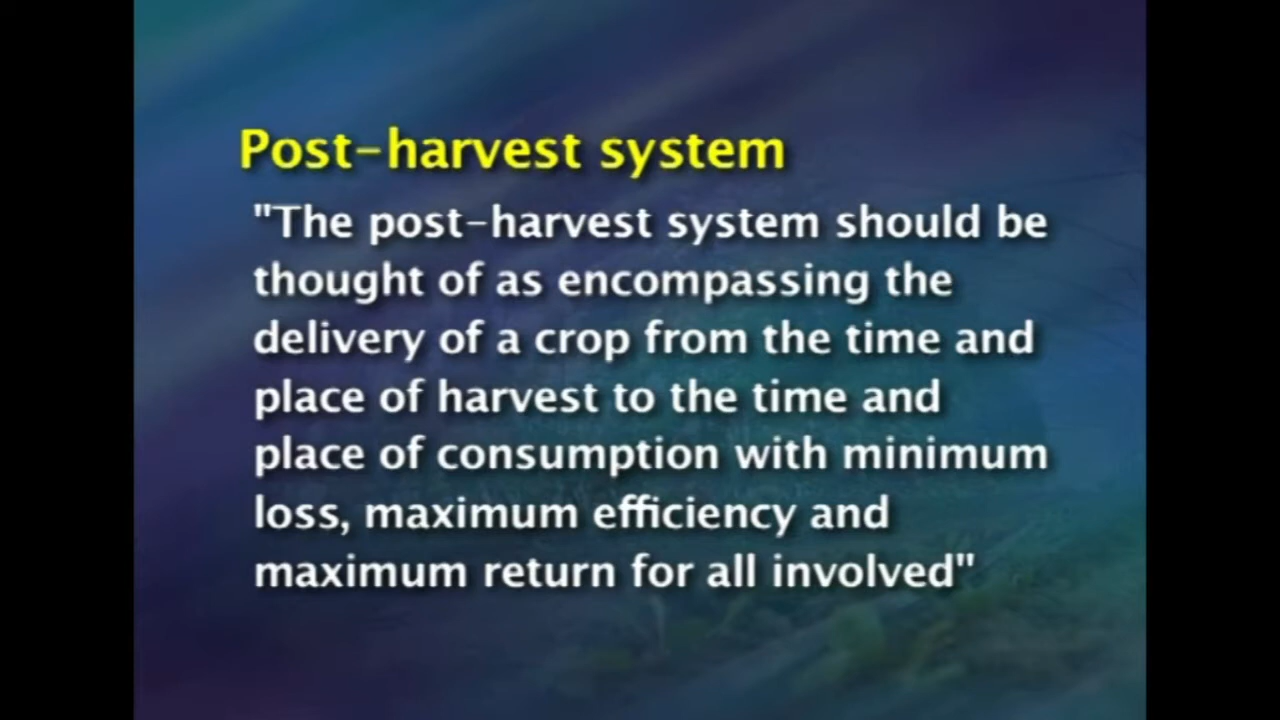 Post-harvest system
"The post-harvest system should be
thought of as encompassing the
delivery of a crop from the time and
place of harvest to the time and
place of consumption with minimum
loss, maximum efficiency and
maximum return for all involved"